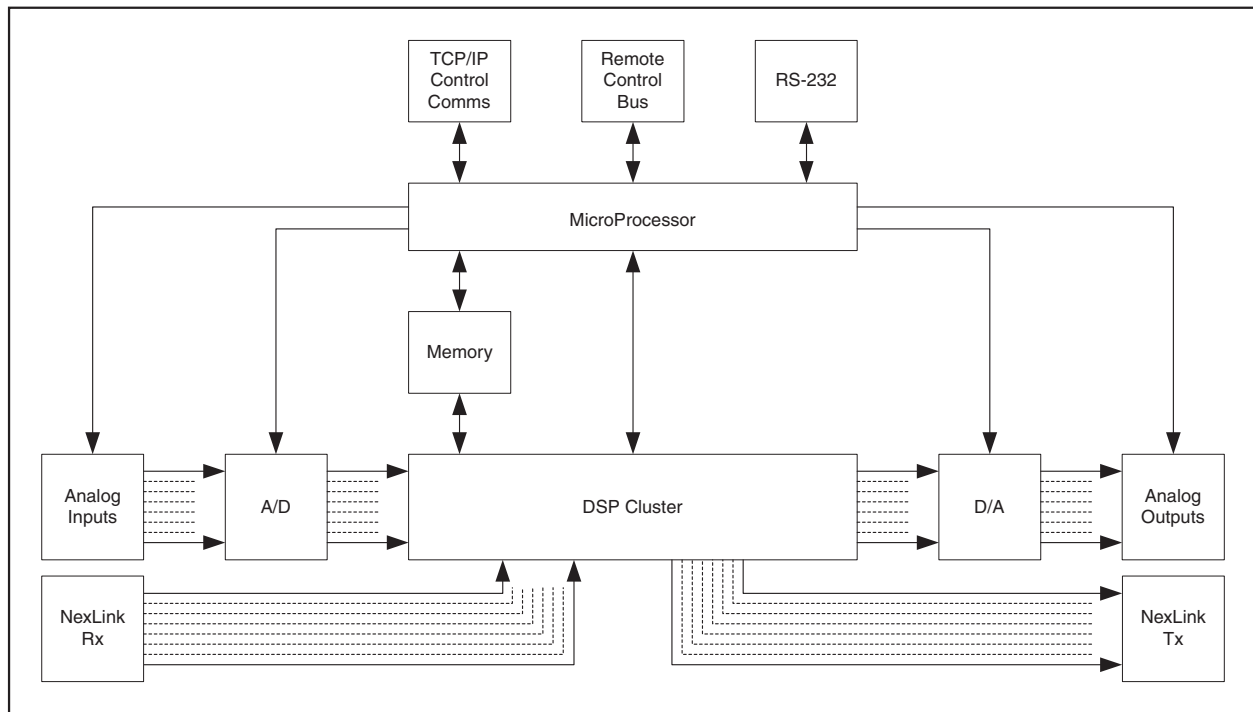 TCP/IP
Control
Comms
Remote
Control
Bus
RS-232
MicroProcessor
Memory
Analog
Inputs
A/D
DSP Cluster
D/A
Analog
Outputs
NexLink
Rx
NexLink
Tx